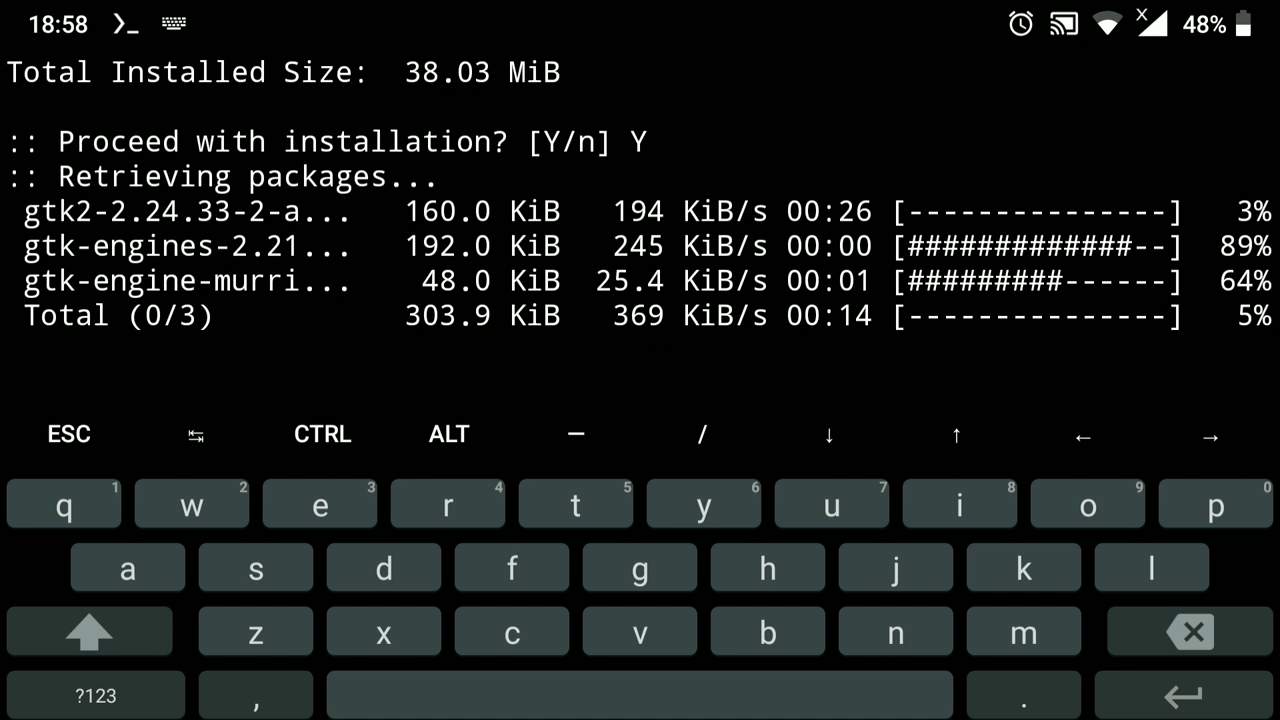 18:58 48%
Total Installed Size:  38.03 MiB
:: Proceed with installation? [Y/n] Y
:: Retrieving packages...
gtk2-2.24.33-2-a...   160.0 KiB   194 KiB/s 00:26 [---------------]   3%
gtk-engines-2.21...   192.0 KiB   245 KiB/s 00:00 [#############--]  89%
gtk-engine-murri...    48.0 KiB  25.4 KiB/s 00:01 [#########------]  64%
Total (0/3)           303.9 KiB   369 KiB/s 00:14 [---------------]   5%
ESC ↹ CTRL ALT — / ↓ ↑ ← →
q 1 w 2 e 3 r 4 t 5 y 6 u 7 i 8 o 9 p 0
a s d f g h j k l
z x c v b n m
?123 , .